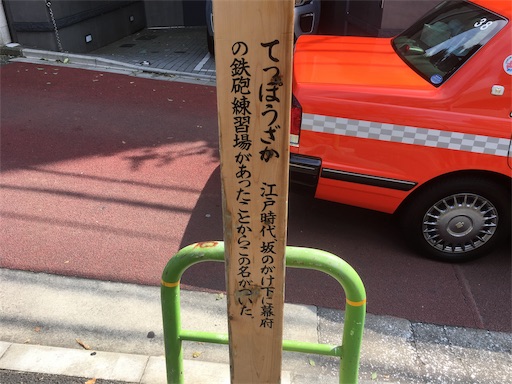 てっぽうざか　江戸時代、坂のがけ下に幕府
の鉄砲練習場があったことからこの名がついた。
38